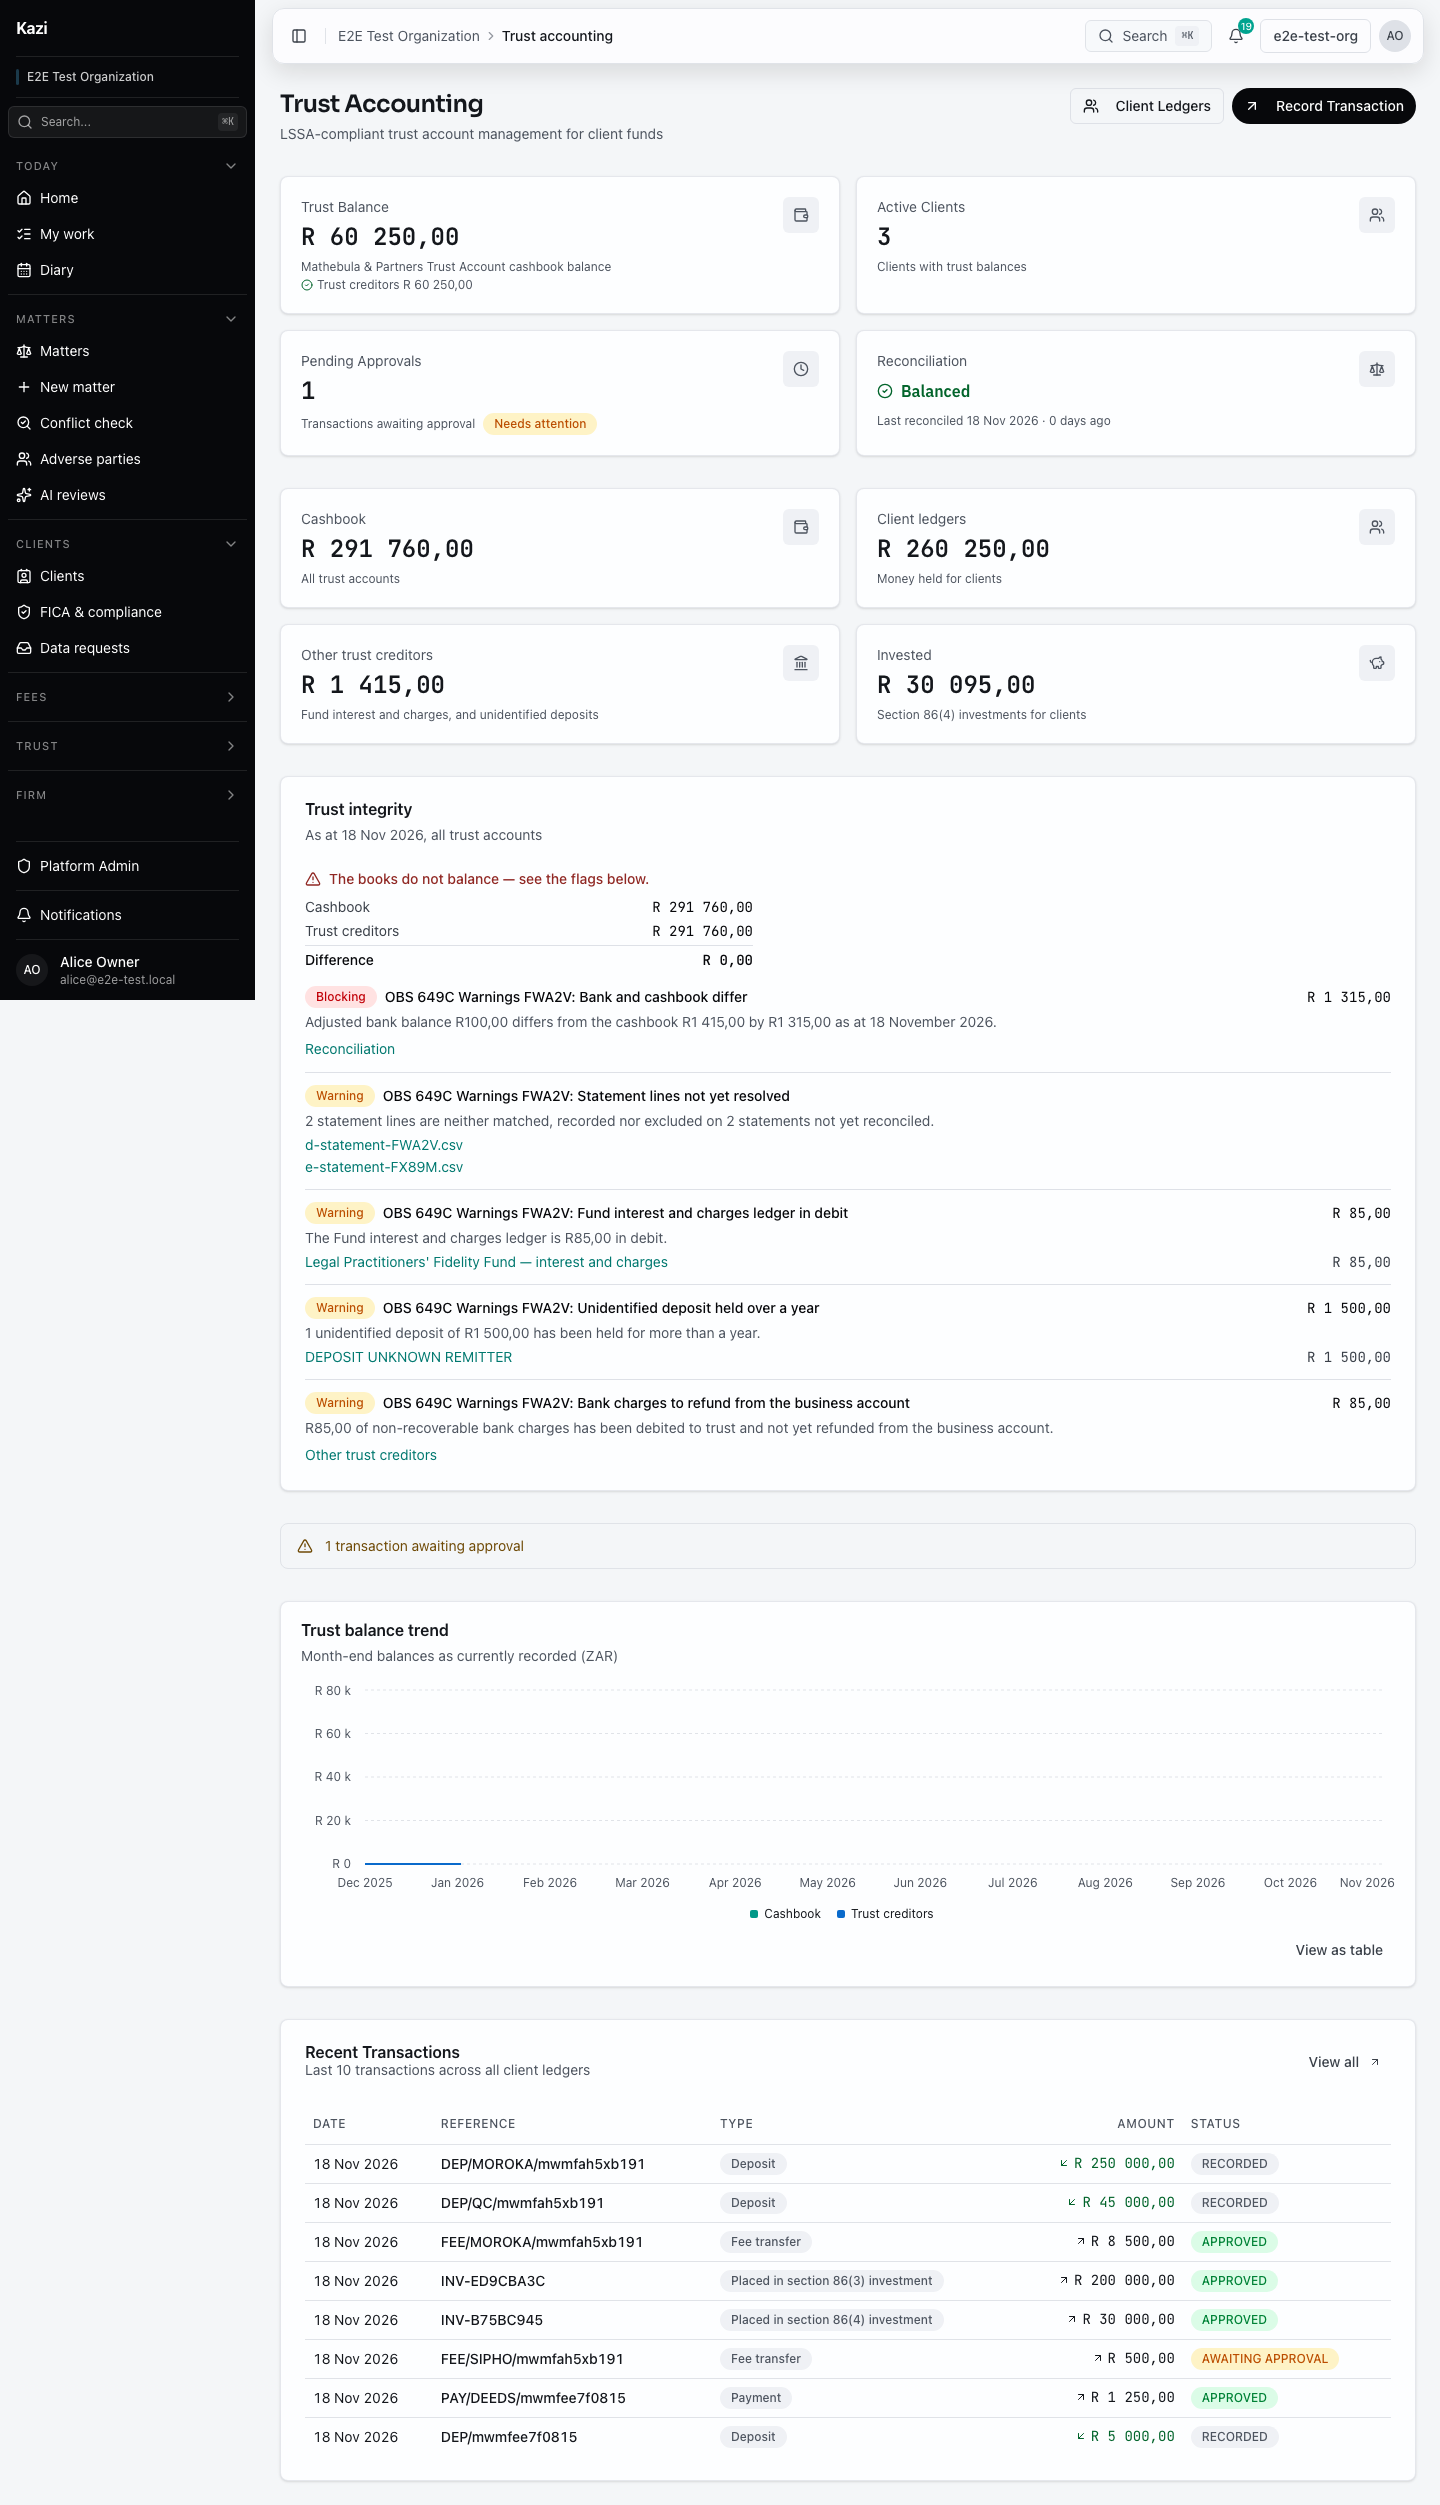 Kazi
E2E Test Organization
Search... ⌘K
TODAY
Home
My work
Diary
MATTERS
Matters
New matter
Conflict check
Adverse parties
AI reviews
CLIENTS
Clients
FICA & compliance
Data requests
FEES
TRUST
FIRM
Platform Admin
Notifications
AO Alice Owner
alice@e2e-test.local
E2E Test Organization > Trust accounting
Search ⌘K
19
e2e-test-org
AO
Trust Accounting
LSSA-compliant trust account management for client funds
Client Ledgers
Record Transaction
Trust Balance
R 60 250,00
Mathebula & Partners Trust Account cashbook balance
Trust creditors R 60 250,00
Active Clients
3
Clients with trust balances
Pending Approvals
1
Transactions awaiting approval Needs attention
Reconciliation
Balanced
Last reconciled 18 Nov 2026 · 0 days ago
Cashbook
R 291 760,00
All trust accounts
Client ledgers
R 260 250,00
Money held for clients
Other trust creditors
R 1 415,00
Fund interest and charges, and unidentified deposits
Invested
R 30 095,00
Section 86(4) investments for clients
Trust integrity
As at 18 Nov 2026, all trust accounts
The books do not balance — see the flags below.
Cashbook R 291 760,00
Trust creditors R 291 760,00
Difference R 0,00
Blocking OBS 649C Warnings FWA2V: Bank and cashbook differ R 1 315,00
Adjusted bank balance R100,00 differs from the cashbook R1 415,00 by R1 315,00 as at 18 November 2026.
Reconciliation
Warning OBS 649C Warnings FWA2V: Statement lines not yet resolved
2 statement lines are neither matched, recorded nor excluded on 2 statements not yet reconciled.
d-statement-FWA2V.csv
e-statement-FX89M.csv
Warning OBS 649C Warnings FWA2V: Fund interest and charges ledger in debit R 85,00
The Fund interest and charges ledger is R85,00 in debit.
Legal Practitioners' Fidelity Fund — interest and charges R 85,00
Warning OBS 649C Warnings FWA2V: Unidentified deposit held over a year R 1 500,00
1 unidentified deposit of R1 500,00 has been held for more than a year.
DEPOSIT UNKNOWN REMITTER R 1 500,00
Warning OBS 649C Warnings FWA2V: Bank charges to refund from the business account R 85,00
R85,00 of non-recoverable bank charges has been debited to trust and not yet refunded from the business account.
Other trust creditors
1 transaction awaiting approval
Trust balance trend
Month-end balances as currently recorded (ZAR)
R 80 k
R 60 k
R 40 k
R 20 k
R 0
Dec 2025 Jan 2026 Feb 2026 Mar 2026 Apr 2026 May 2026 Jun 2026 Jul 2026 Aug 2026 Sep 2026 Oct 2026 Nov 2026
Cashbook Trust creditors
View as table
Recent Transactions
Last 10 transactions across all client ledgers
View all
DATE REFERENCE TYPE AMOUNT STATUS
18 Nov 2026 DEP/MOROKA/mwmfah5xb191 Deposit R 250 000,00 RECORDED
18 Nov 2026 DEP/QC/mwmfah5xb191 Deposit R 45 000,00 RECORDED
18 Nov 2026 FEE/MOROKA/mwmfah5xb191 Fee transfer R 8 500,00 APPROVED
18 Nov 2026 INV-ED9CBA3C Placed in section 86(3) investment R 200 000,00 APPROVED
18 Nov 2026 INV-B75BC945 Placed in section 86(4) investment R 30 000,00 APPROVED
18 Nov 2026 FEE/SIPHO/mwmfah5xb191 Fee transfer R 500,00 AWAITING APPROVAL
18 Nov 2026 PAY/DEEDS/mwmfee7f0815 Payment R 1 250,00 APPROVED
18 Nov 2026 DEP/mwmfee7f0815 Deposit R 5 000,00 RECORDED